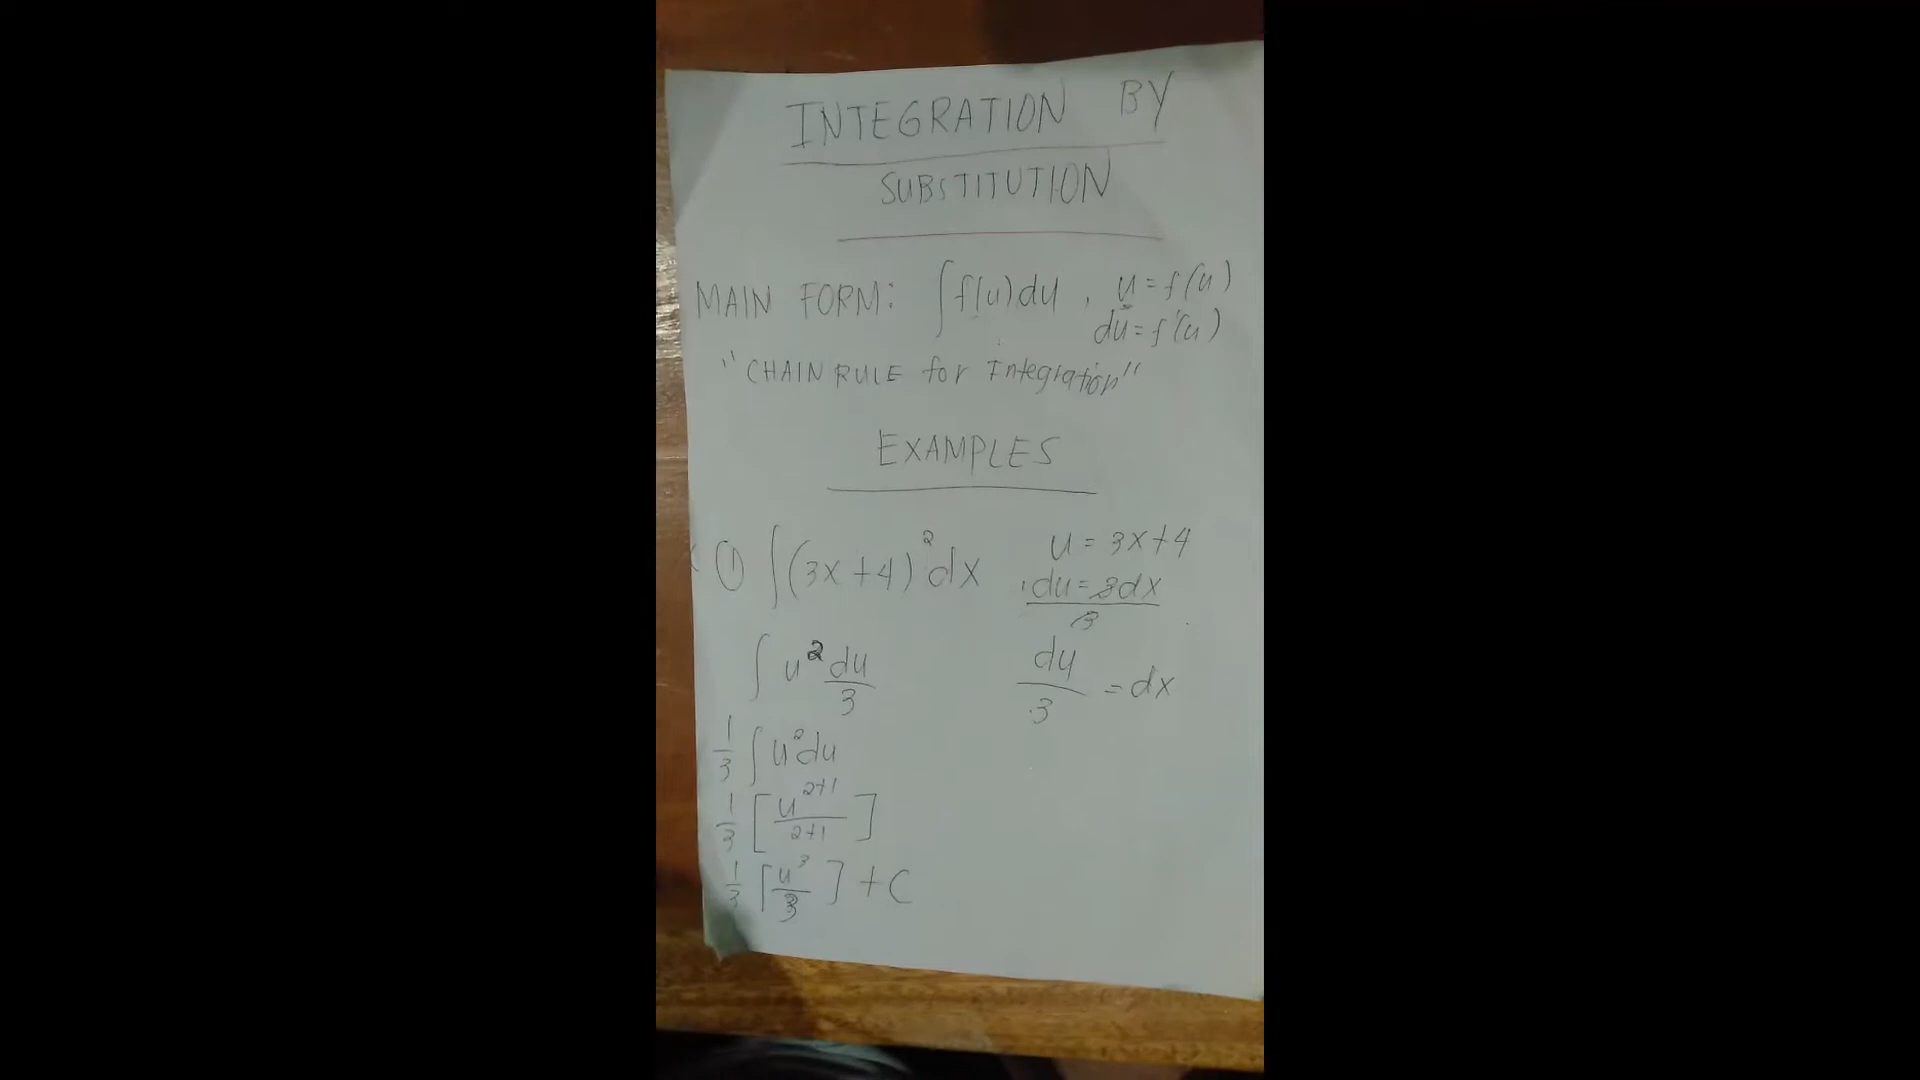 INTEGRATION BY
SUBSTITUTION
MAIN FORM: ∫f(u)du, u=f(u)
du=f'(u)
"CHAIN RULE for Integration"
EXAMPLES
① ∫(3x+4)²dx u = 3x+4
du=3dx
3
∫u² du/3 du/3 = dx
1/3 ∫u²du
1/3 [u^(2+1)/(2+1)]
1/3 [u³/3] + C